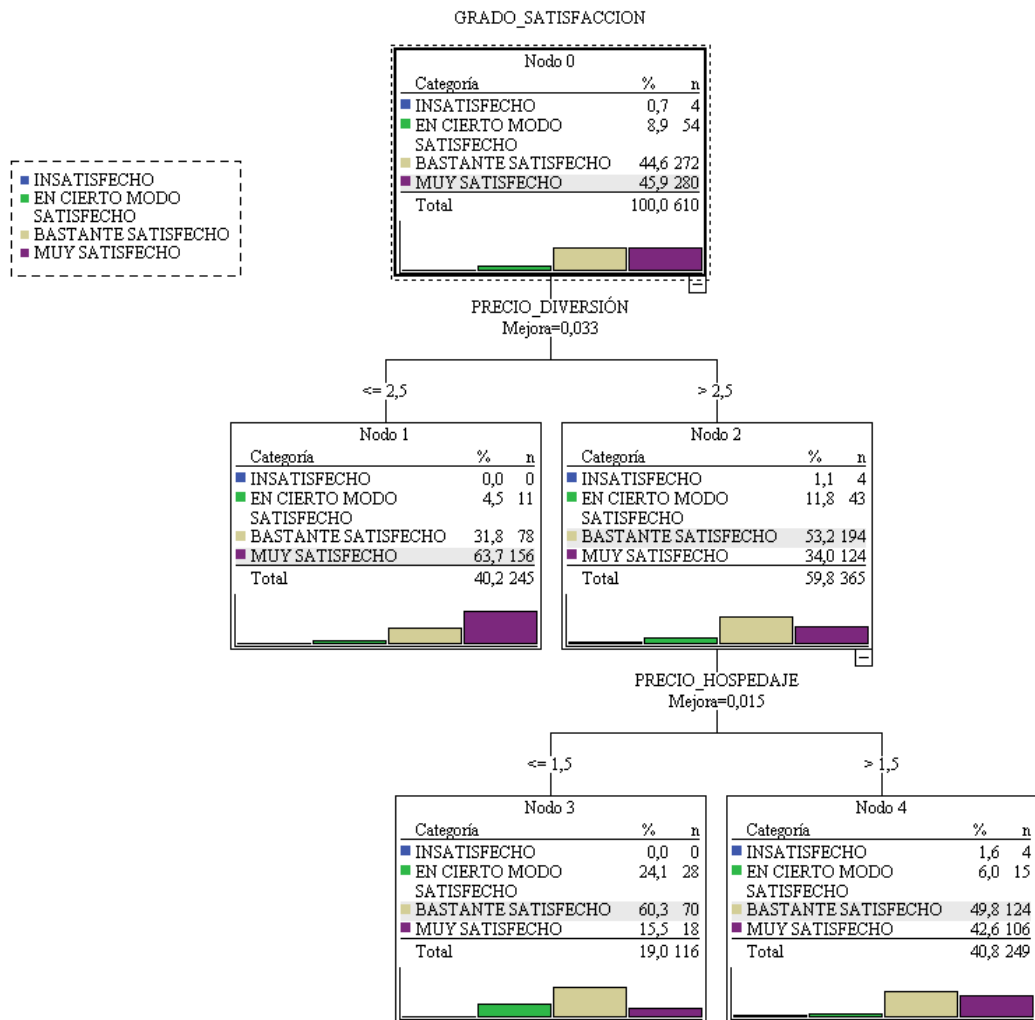 GRADO_SATISFACCION
Nodo 0
Categoría % n
INSATISFECHO 0,7 4
EN CIERTO MODO 8,9 54
SATISFECHO
BASTANTE SATISFECHO 44,6 272
MUY SATISFECHO 45,9 280
Total 100,0 610
INSATISFECHO
EN CIERTO MODO
SATISFECHO
BASTANTE SATISFECHO
MUY SATISFECHO
PRECIO_DIVERSIÓN
Mejora=0,033
<= 2,5
> 2,5
Nodo 1
Categoría % n
INSATISFECHO 0,0 0
EN CIERTO MODO 4,5 11
SATISFECHO
BASTANTE SATISFECHO 31,8 78
MUY SATISFECHO 63,7 156
Total 40,2 245
Nodo 2
Categoría % n
INSATISFECHO 1,1 4
EN CIERTO MODO 11,8 43
SATISFECHO
BASTANTE SATISFECHO 53,2 194
MUY SATISFECHO 34,0 124
Total 59,8 365
PRECIO_HOSPEDAJE
Mejora=0,015
<= 1,5
> 1,5
Nodo 3
Categoría % n
INSATISFECHO 0,0 0
EN CIERTO MODO 24,1 28
SATISFECHO
BASTANTE SATISFECHO 60,3 70
MUY SATISFECHO 15,5 18
Total 19,0 116
Nodo 4
Categoría % n
INSATISFECHO 1,6 4
EN CIERTO MODO 6,0 15
SATISFECHO
BASTANTE SATISFECHO 49,8 124
MUY SATISFECHO 42,6 106
Total 40,8 249